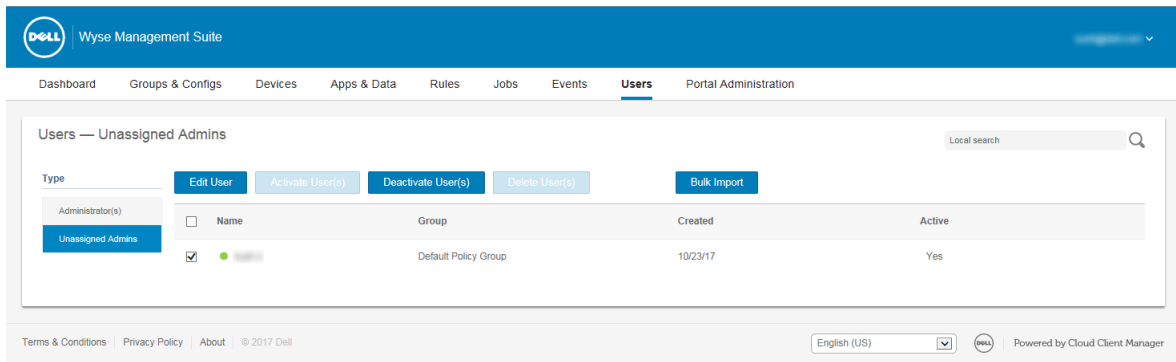 DELL Wyse Management Suite
Dashboard Groups & Configs Devices Apps & Data Rules Jobs Events Users Portal Administration
Users — Unassigned Admins
Local search
Type
Edit User Activate User(s) Deactivate User(s) Delete User(s) Bulk Import
Administrator(s)
Name Group Created Active
Unassigned Admins
Default Policy Group 10/23/17 Yes
Terms & Conditions Privacy Policy About © 2017 Dell English (US) DELL Powered by Cloud Client Manager